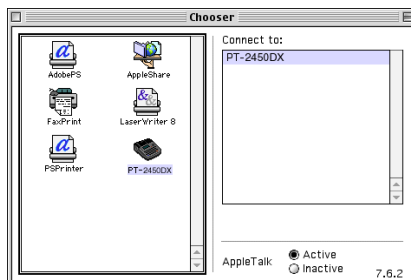 Chooser
AdobePS
AppleShare
FaxPrint
LaserWriter 8
PSPrinter
PT-2450DX
Connect to:
PT-2450DX
AppleTalk
Active
Inactive
7.6.2